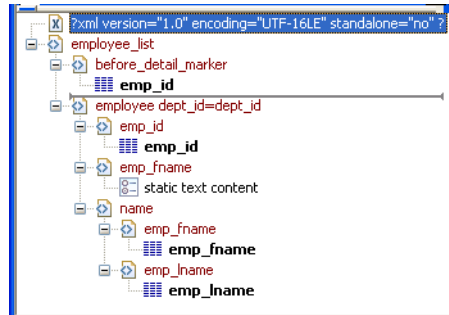 ?xml version="1.0" encoding="UTF-16LE" standalone="no" ?
employee_list
before_detail_marker
emp_id
employee dept_id=dept_id
emp_id
emp_id
emp_fname
static text content
name
emp_fname
emp_fname
emp_lname
emp_lname